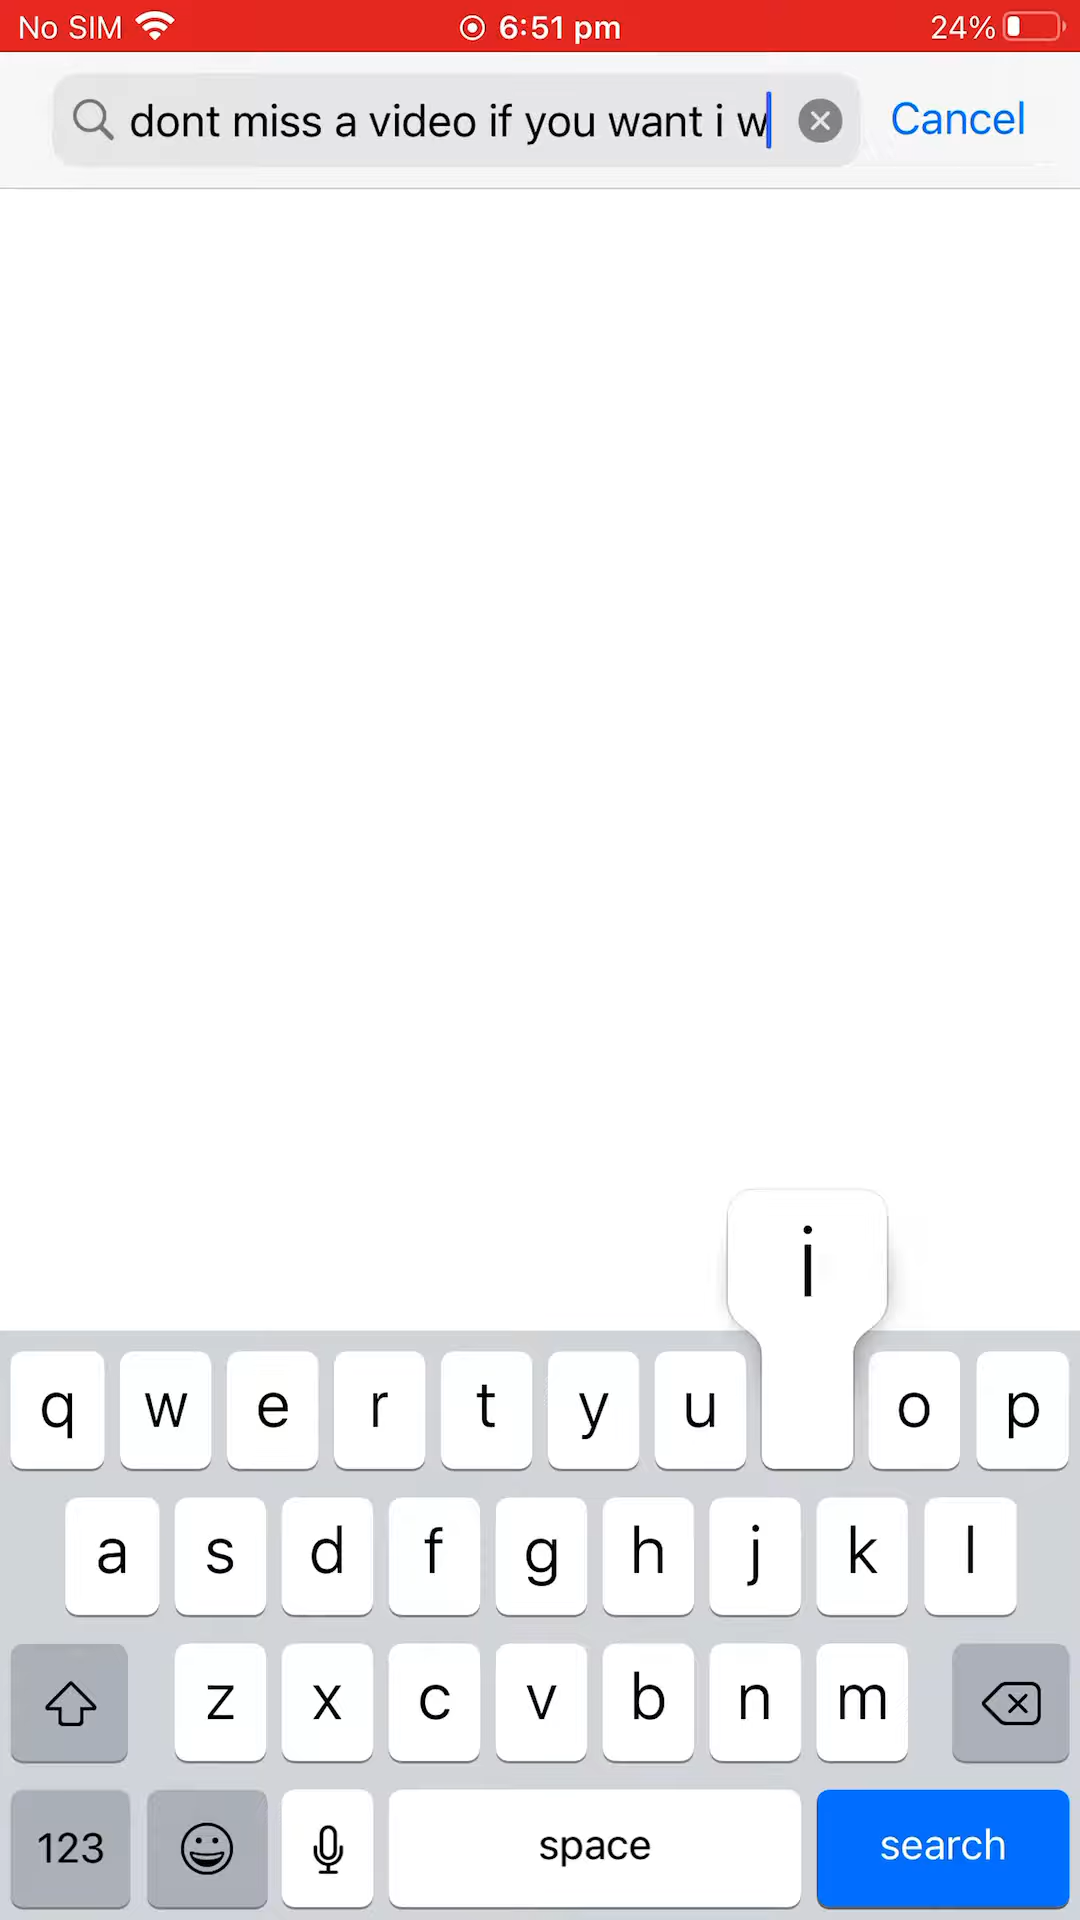 No SIM 6:51 pm 24%
dont miss a video if you want i w Cancel
i
q w e r t y u o p
a s d f g h j k l
z x c v b n m
123 space search